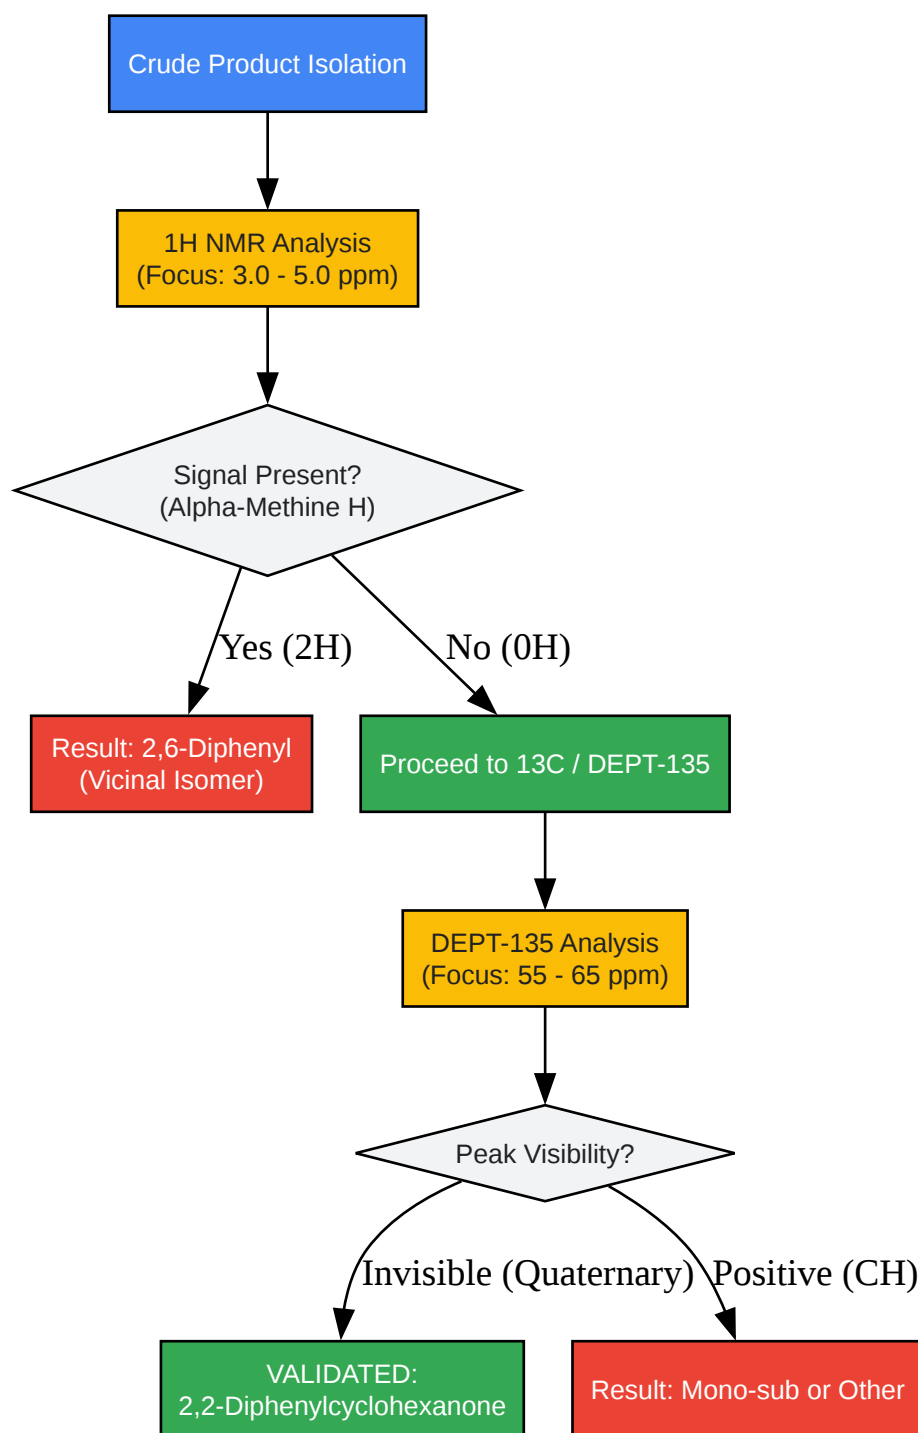 Crude Product Isolation
1H NMR Analysis
(Focus: 3.0 - 5.0 ppm)
Signal Present?
(Alpha-Methine H)
Yes (2H)
No (0H)
Result: 2,6-Diphenyl
(Vicinal Isomer)
Proceed to 13C / DEPT-135
DEPT-135 Analysis
(Focus: 55 - 65 ppm)
Peak Visibility?
Invisible (Quaternary)
Positive (CH)
VALIDATED:
2,2-Diphenylcyclohexanone
Result: Mono-sub or Other